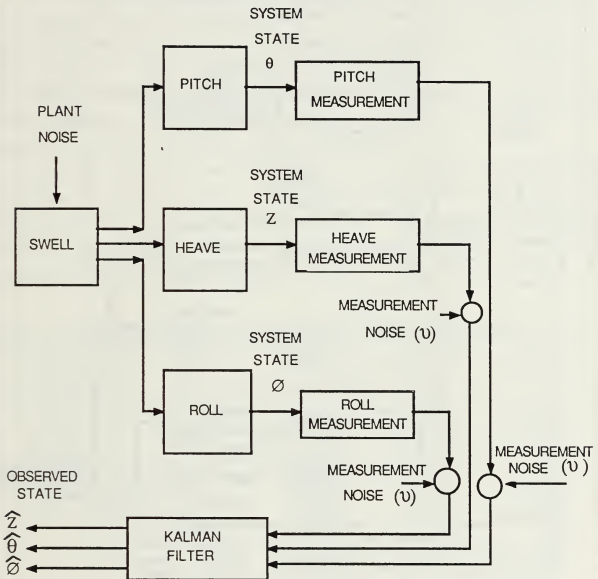 SYSTEM
STATE
θ
PITCH
PITCH
MEASUREMENT
PLANT
NOISE
SYSTEM
STATE
Z
SWELL
HEAVE
HEAVE
MEASUREMENT
MEASUREMENT
NOISE (υ)
SYSTEM
STATE
Ø
ROLL
ROLL
MEASUREMENT
MEASUREMENT
NOISE (υ)
MEASUREMENT
NOISE (υ)
OBSERVED
STATE
Ẑ
θ̂
Ø̂
KALMAN
FILTER